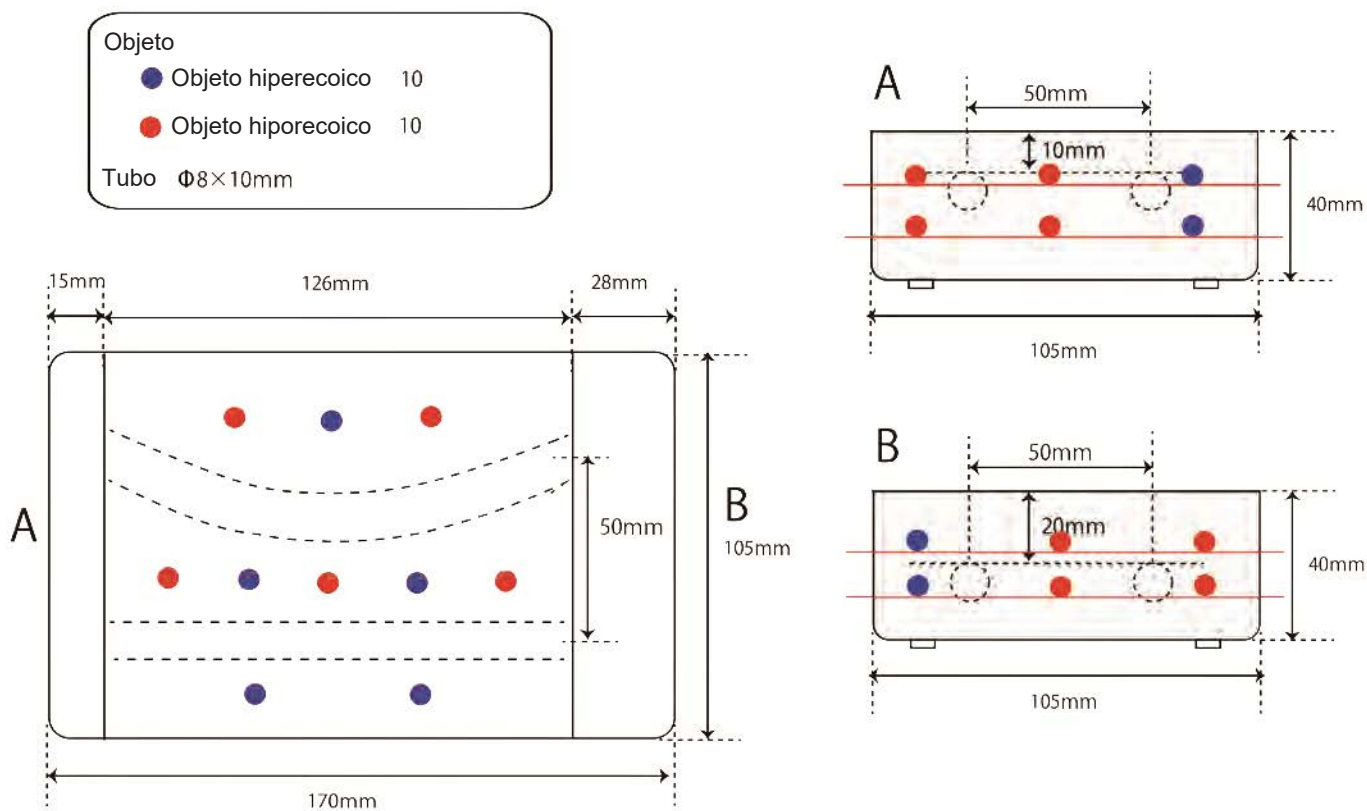 Objeto
Objeto hiperecoico 10
Objeto hiporecoico 10
Tubo Φ8×10mm
15mm
126mm
28mm
A
50mm
B
105mm
170mm
A
50mm
10mm
40mm
105mm
B
50mm
20mm
40mm
105mm